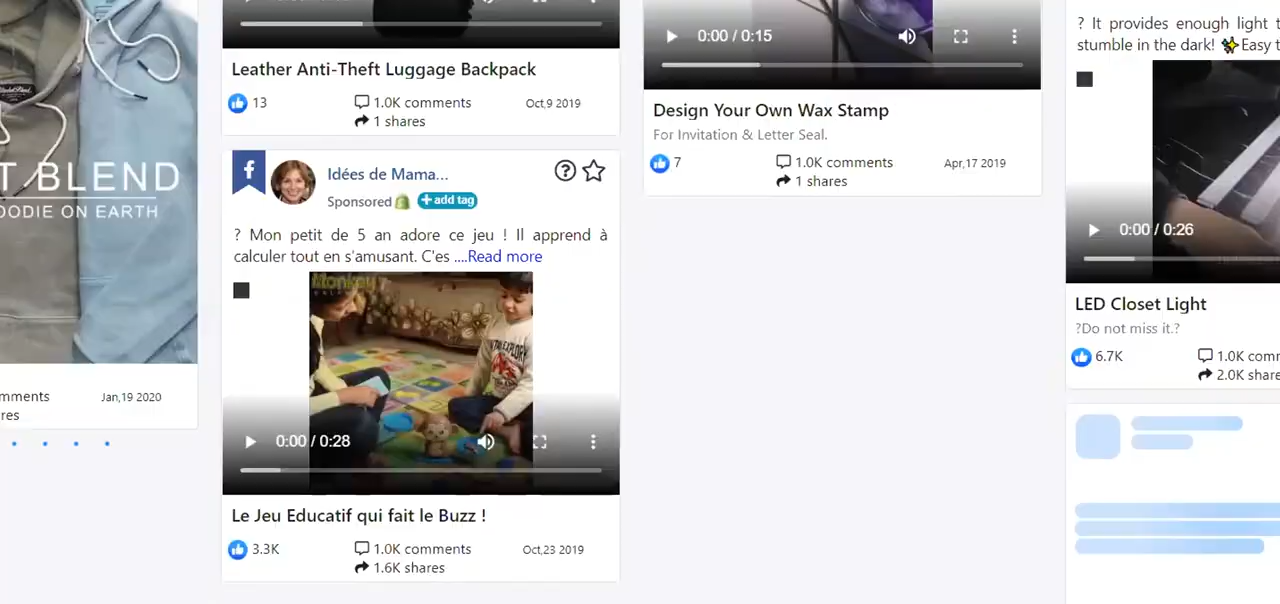 T BLEND
OODIE ON EARTH
mments
Jan,19 2020
res
Leather Anti-Theft Luggage Backpack
13
1.0K comments
Oct,9 2019
1 shares
Idées de Mama...
Sponsored
+ add tag
? Mon petit de 5 an adore ce jeu ! Il apprend à
calculer tout en s'amusant. C'es ....Read more
Monkey
0:00 / 0:28
Le Jeu Educatif qui fait le Buzz !
3.3K
1.0K comments
Oct,23 2019
1.6K shares
0:00 / 0:15
Design Your Own Wax Stamp
For Invitation & Letter Seal.
7
1.0K comments
Apr,17 2019
1 shares
? It provides enough light t
stumble in the dark! ✨Easy t
0:00 / 0:26
LED Closet Light
?Do not miss it.?
6.7K
1.0K comm
2.0K share